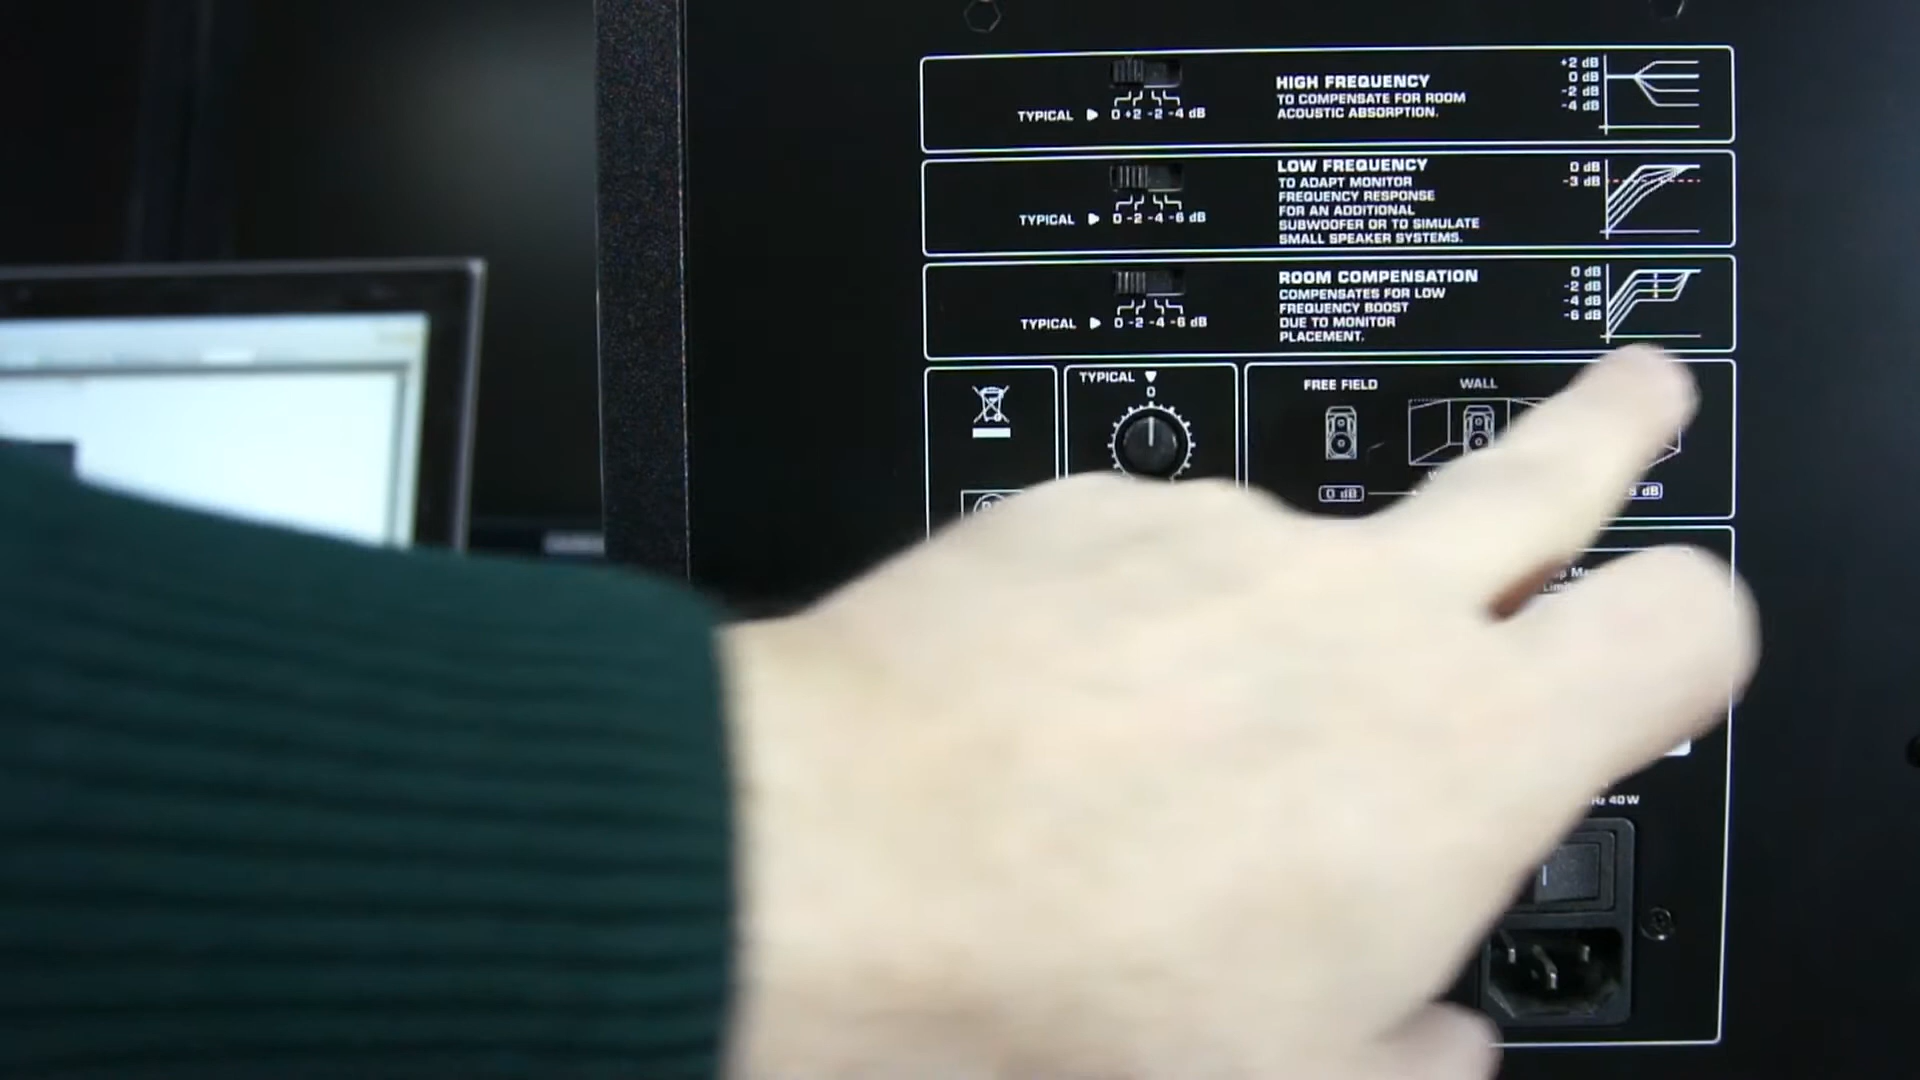 HIGH FREQUENCY
TO COMPENSATE FOR ROOM
ACOUSTIC ABSORPTION.
TYPICAL ▶ 0 +2 -2 -4 dB
+2 dB
0 dB
-2 dB
-4 dB
LOW FREQUENCY
TO ADAPT MONITOR
FREQUENCY RESPONSE
FOR AN ADDITIONAL
SUBWOOFER OR TO SIMULATE
SMALL SPEAKER SYSTEMS.
TYPICAL ▶ 0 -2 -4 -6 dB
0 dB
-3 dB
ROOM COMPENSATION
COMPENSATES FOR LOW
FREQUENCY BOOST
DUE TO MONITOR
PLACEMENT.
TYPICAL ▶ 0 -2 -4 -6 dB
0 dB
-2 dB
-4 dB
-6 dB
TYPICAL ▼
0
FREE FIELD
WALL
0 dB
dB
40W